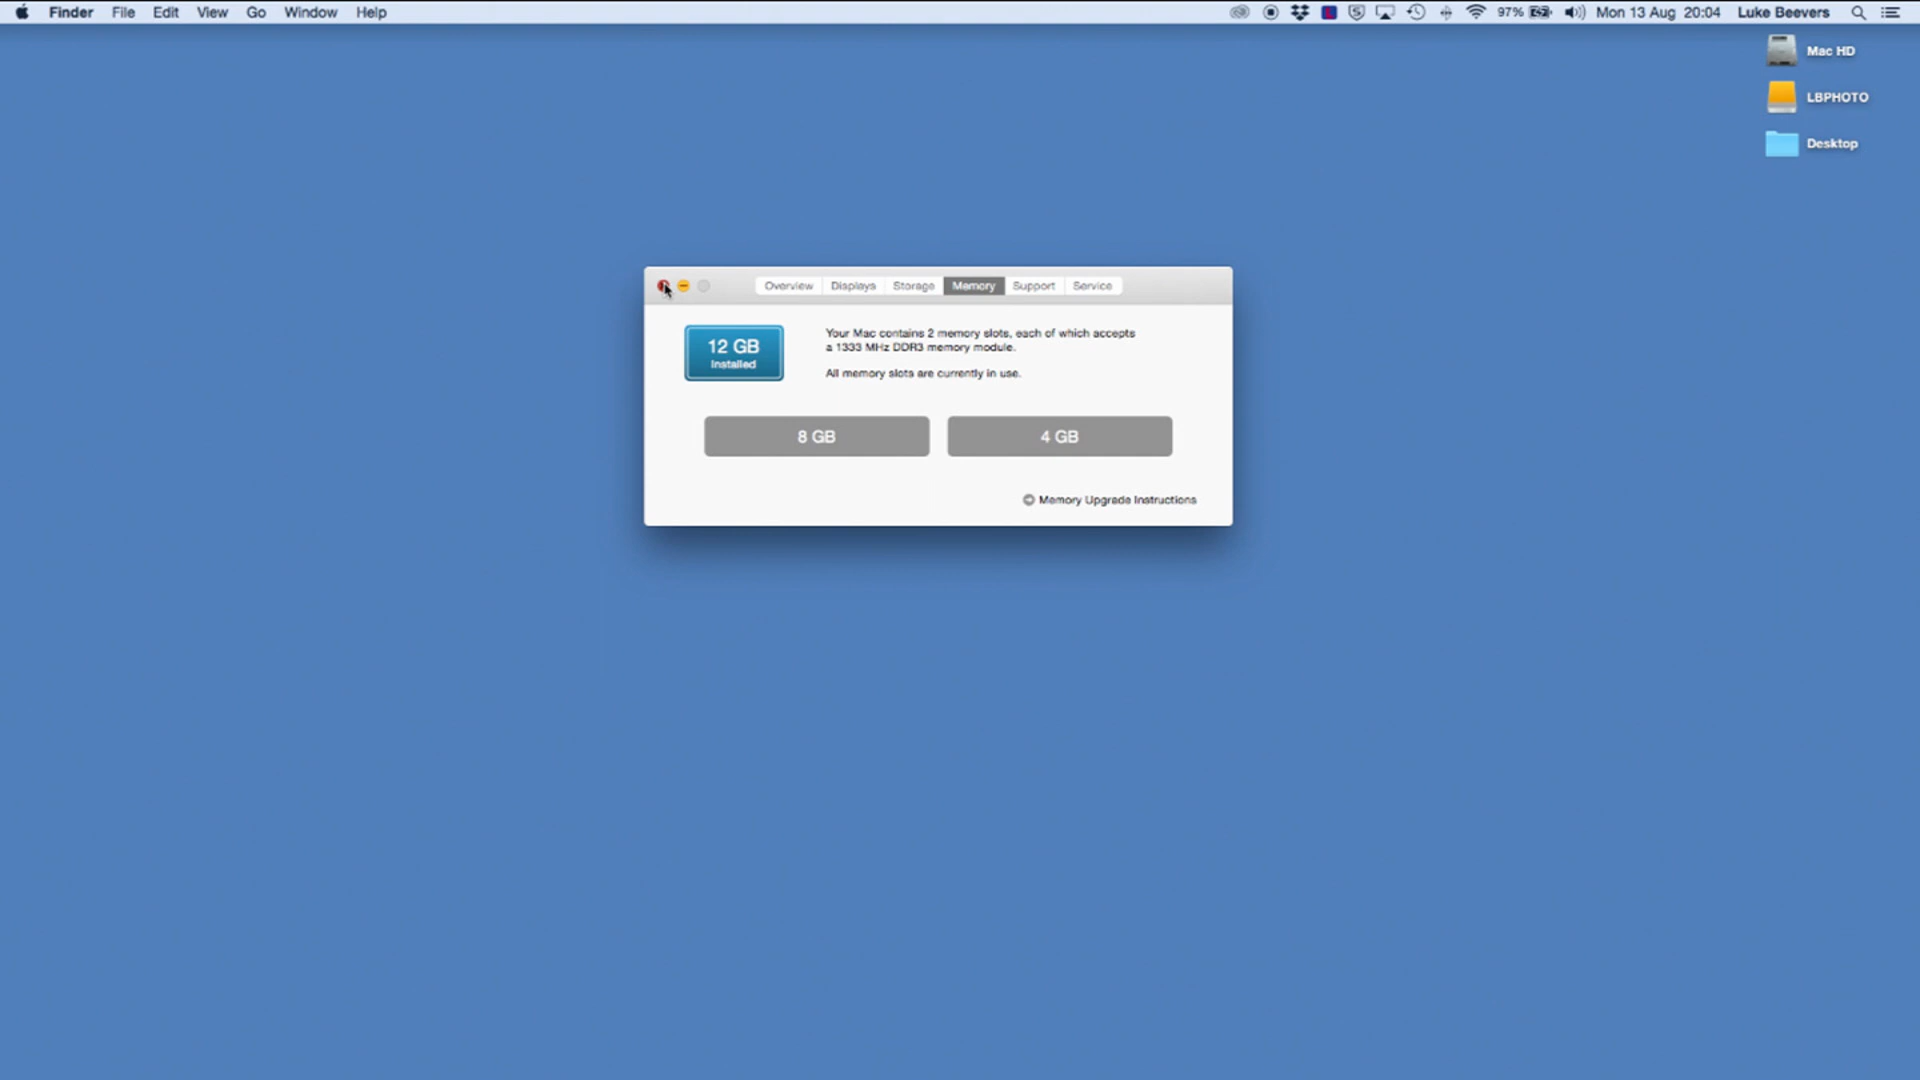 Finder File Edit View Go Window Help 97% Mon 13 Aug 20:04 Luke Beevers
Mac HD
LBPHOTO
Desktop
Overview Displays Storage Memory Support Service
12 GB
Installed
Your Mac contains 2 memory slots, each of which accepts
a 1333 MHz DDR3 memory module.
All memory slots are currently in use.
8 GB 4 GB
Memory Upgrade Instructions